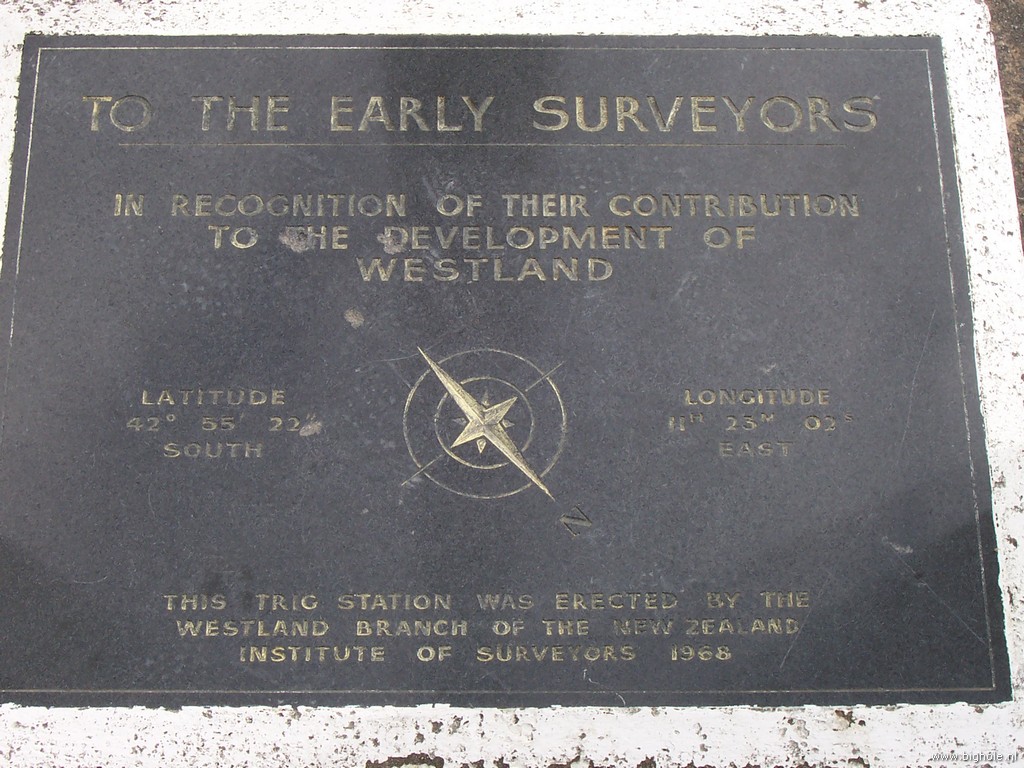 TO THE EARLY SURVEYORS
IN RECOGNITION OF THEIR CONTRIBUTION
TO THE DEVELOPMENT OF
WESTLAND
LATITUDE
42° 55' 22"
SOUTH
LONGITUDE
11H 23M 02S
EAST
N
THIS TRIG STATION WAS ERECTED BY THE
WESTLAND BRANCH OF THE NEW ZEALAND
INSTITUTE OF SURVEYORS 1968
www.bighole.nl